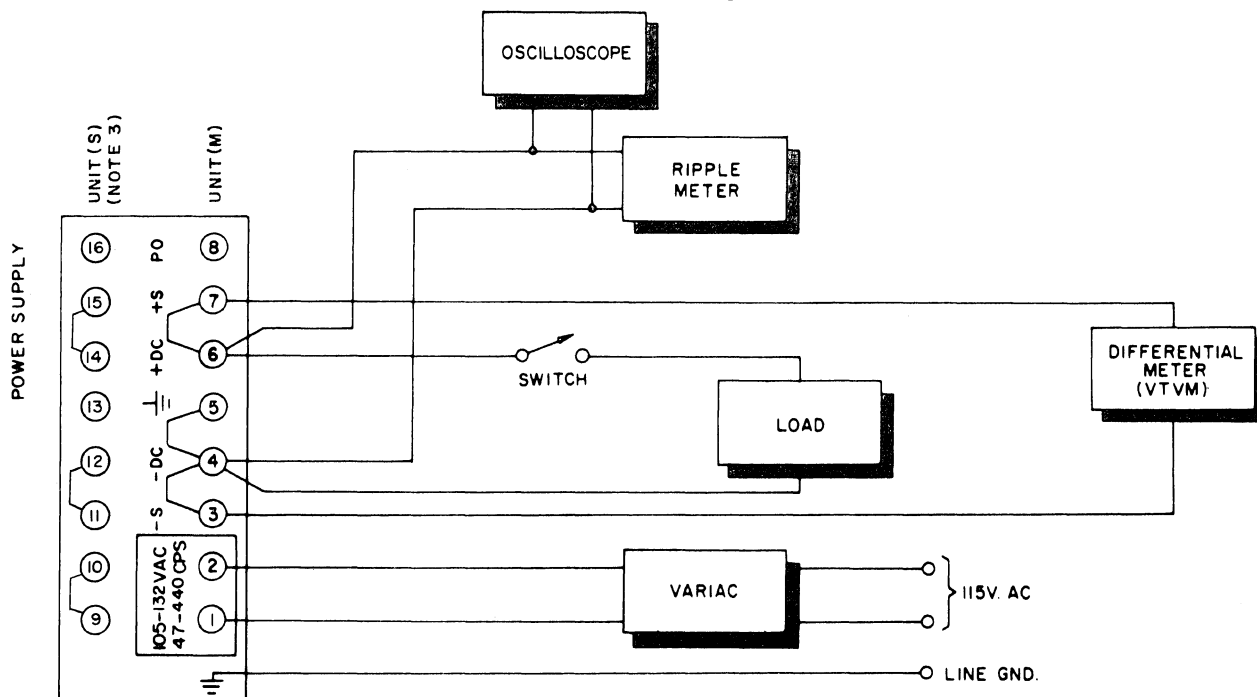 OSCILLOSCOPE
RIPPLE
METER
UNIT(S)
(NOTE 3)
UNIT(M)
POWER SUPPLY
16 PO 8
15 +S 7
14 +DC 6
13 5
12 -DC 4
11 -S 3
10 2
9 1
105-132VAC
47-440CPS
SWITCH
LOAD
DIFFERENTIAL
METER
(VTVM)
VARIAC
115V. AC
LINE GND.